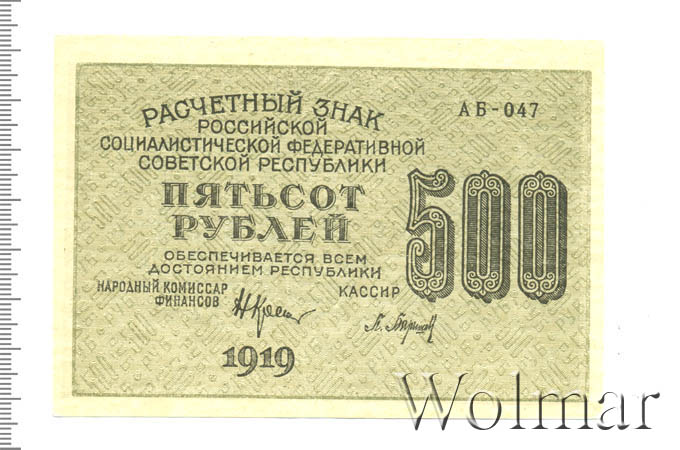 РАСЧЕТНЫЙ ЗНАК
РОССИЙСКОЙ
СОЦИАЛИСТИЧЕСКОЙ ФЕДЕРАТИВНОЙ
СОВЕТСКОЙ РЕСПУБЛИКИ
АБ-047
ПЯТЬСОТ
РУБЛЕЙ
500
ОБЕСПЕЧИВАЕТСЯ ВСЕМ
ДОСТОЯНИЕМ РЕСПУБЛИКИ
НАРОДНЫЙ КОМИССАР
ФИНАНСОВ
КАССИР
1919
Wolmar